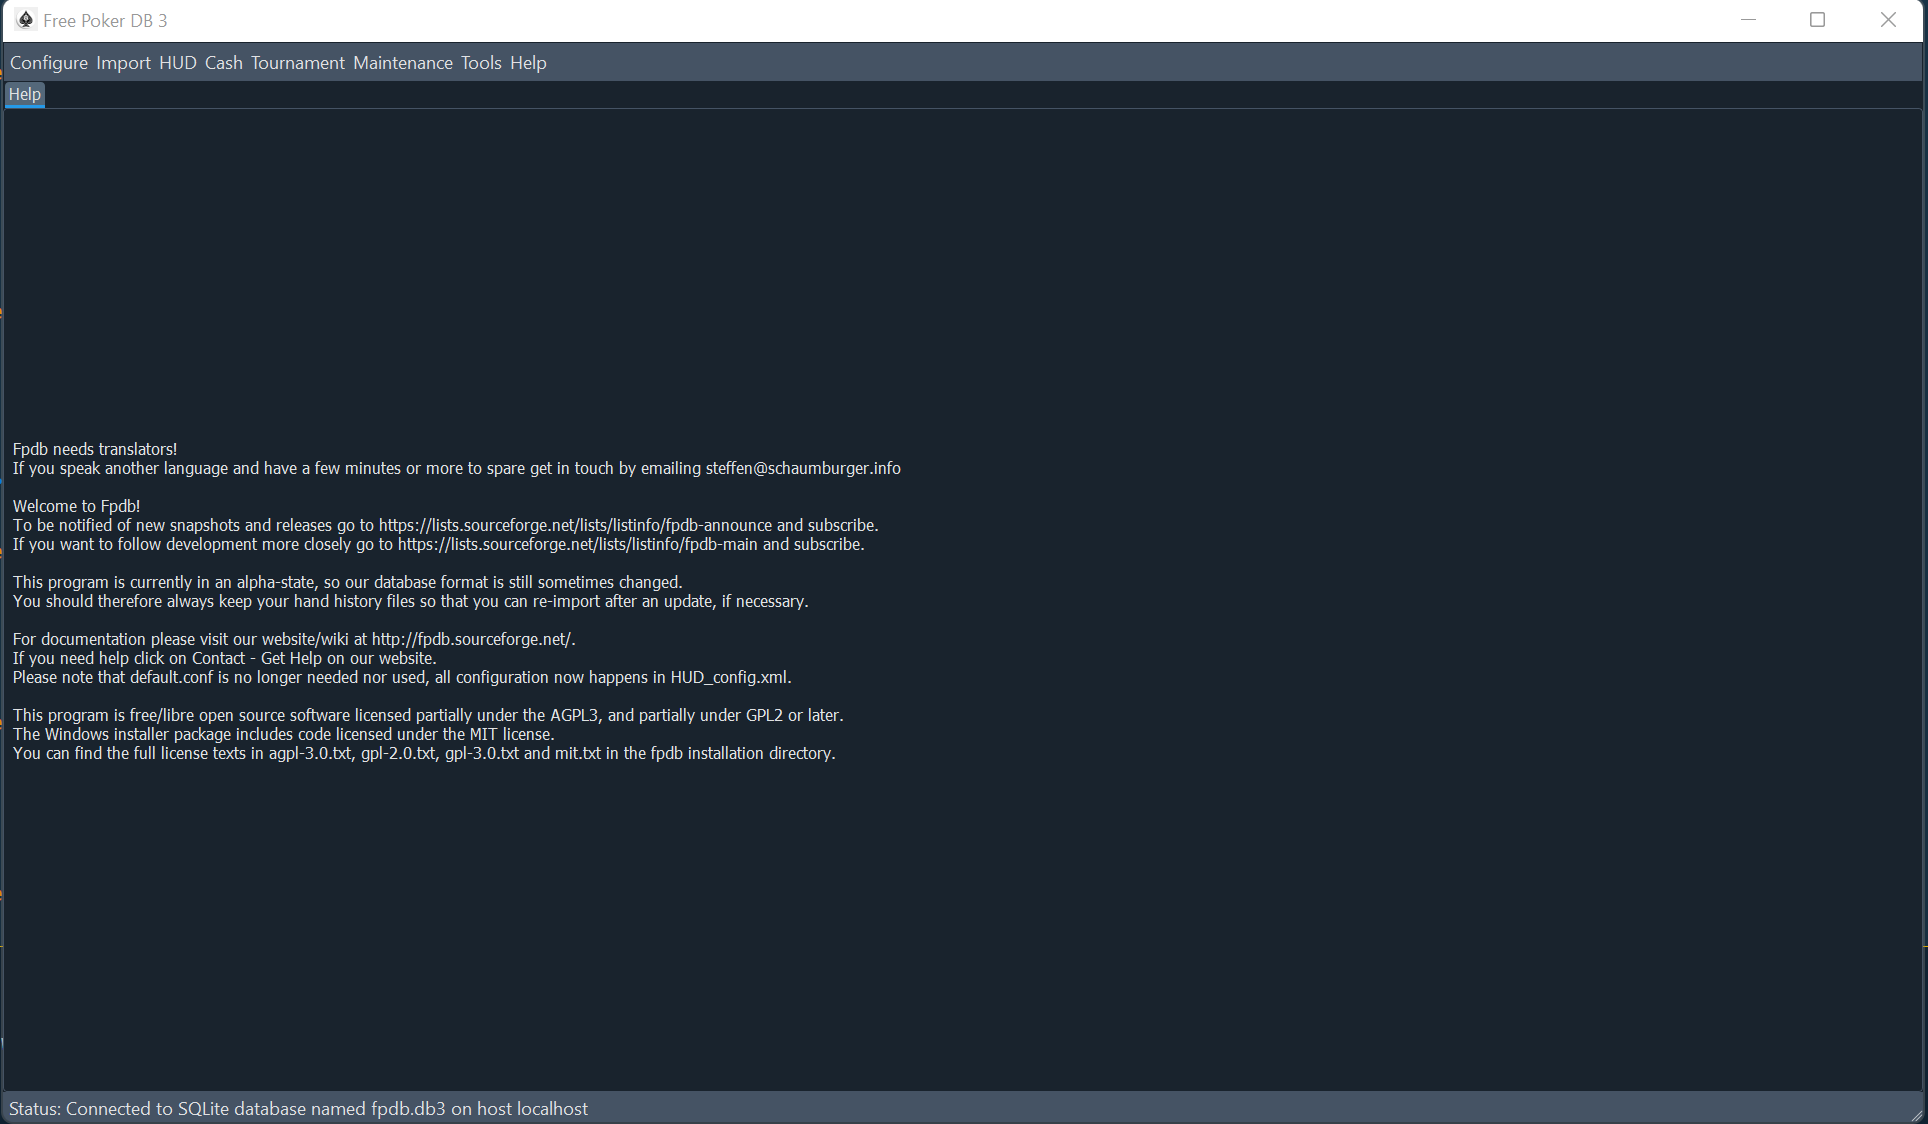 Free Poker DB 3
Configure Import HUD Cash Tournament Maintenance Tools Help
Help
Fpdb needs translators!
If you speak another language and have a few minutes or more to spare get in touch by emailing steffen@schaumburger.info
Welcome to Fpdb!
To be notified of new snapshots and releases go to https://lists.sourceforge.net/lists/listinfo/fpdb-announce and subscribe.
If you want to follow development more closely go to https://lists.sourceforge.net/lists/listinfo/fpdb-main and subscribe.
This program is currently in an alpha-state, so our database format is still sometimes changed.
You should therefore always keep your hand history files so that you can re-import after an update, if necessary.
For documentation please visit our website/wiki at http://fpdb.sourceforge.net/.
If you need help click on Contact - Get Help on our website.
Please note that default.conf is no longer needed nor used, all configuration now happens in HUD_config.xml.
This program is free/libre open source software licensed partially under the AGPL3, and partially under GPL2 or later.
The Windows installer package includes code licensed under the MIT license.
You can find the full license texts in agpl-3.0.txt, gpl-2.0.txt, gpl-3.0.txt and mit.txt in the fpdb installation directory.
Status: Connected to SQLite database named fpdb.db3 on host localhost